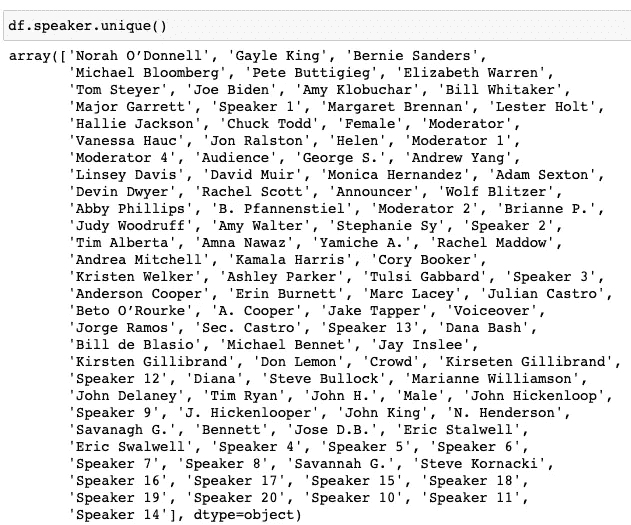 df.speaker.unique()
array(['Norah O’Donnell', 'Gayle King', 'Bernie Sanders',
'Michael Bloomberg', 'Pete Buttigieg', 'Elizabeth Warren',
'Tom Steyer', 'Joe Biden', 'Amy Klobuchar', 'Bill Whitaker',
'Major Garrett', 'Speaker 1', 'Margaret Brennan', 'Lester Holt',
'Hallie Jackson', 'Chuck Todd', 'Female', 'Moderator',
'Vanessa Hauc', 'Jon Ralston', 'Helen', 'Moderator 1',
'Moderator 4', 'Audience', 'George S.', 'Andrew Yang',
'Linsey Davis', 'David Muir', 'Monica Hernandez', 'Adam Sexton',
'Devin Dwyer', 'Rachel Scott', 'Announcer', 'Wolf Blitzer',
'Abby Phillips', 'B. Pfannenstiel', 'Moderator 2', 'Brianne P.',
'Judy Woodruff', 'Amy Walter', 'Stephanie Sy', 'Speaker 2',
'Tim Alberta', 'Amna Nawaz', 'Yamiche A.', 'Rachel Maddow',
'Andrea Mitchell', 'Kamala Harris', 'Cory Booker',
'Kristen Welker', 'Ashley Parker', 'Tulsi Gabbard', 'Speaker 3',
'Anderson Cooper', 'Erin Burnett', 'Marc Lacey', 'Julian Castro',
'Beto O’Rourke', 'A. Cooper', 'Jake Tapper', 'Voiceover',
'Jorge Ramos', 'Sec. Castro', 'Speaker 13', 'Dana Bash',
'Bill de Blasio', 'Michael Bennet', 'Jay Inslee',
'Kirsten Gillibrand', 'Don Lemon', 'Crowd', 'Kirseten Gillibrand',
'Speaker 12', 'Diana', 'Steve Bullock', 'Marianne Williamson',
'John Delaney', 'Tim Ryan', 'John H.', 'Male', 'John Hickenloop',
'Speaker 9', 'J. Hickenlooper', 'John King', 'N. Henderson',
'Savanagh G.', 'Bennett', 'Jose D.B.', 'Eric Stalwell',
'Eric Swalwell', 'Speaker 4', 'Speaker 5', 'Speaker 6',
'Speaker 7', 'Speaker 8', 'Savannah G.', 'Steve Kornacki',
'Speaker 16', 'Speaker 17', 'Speaker 15', 'Speaker 18',
'Speaker 19', 'Speaker 20', 'Speaker 10', 'Speaker 11',
'Speaker 14'], dtype=object)